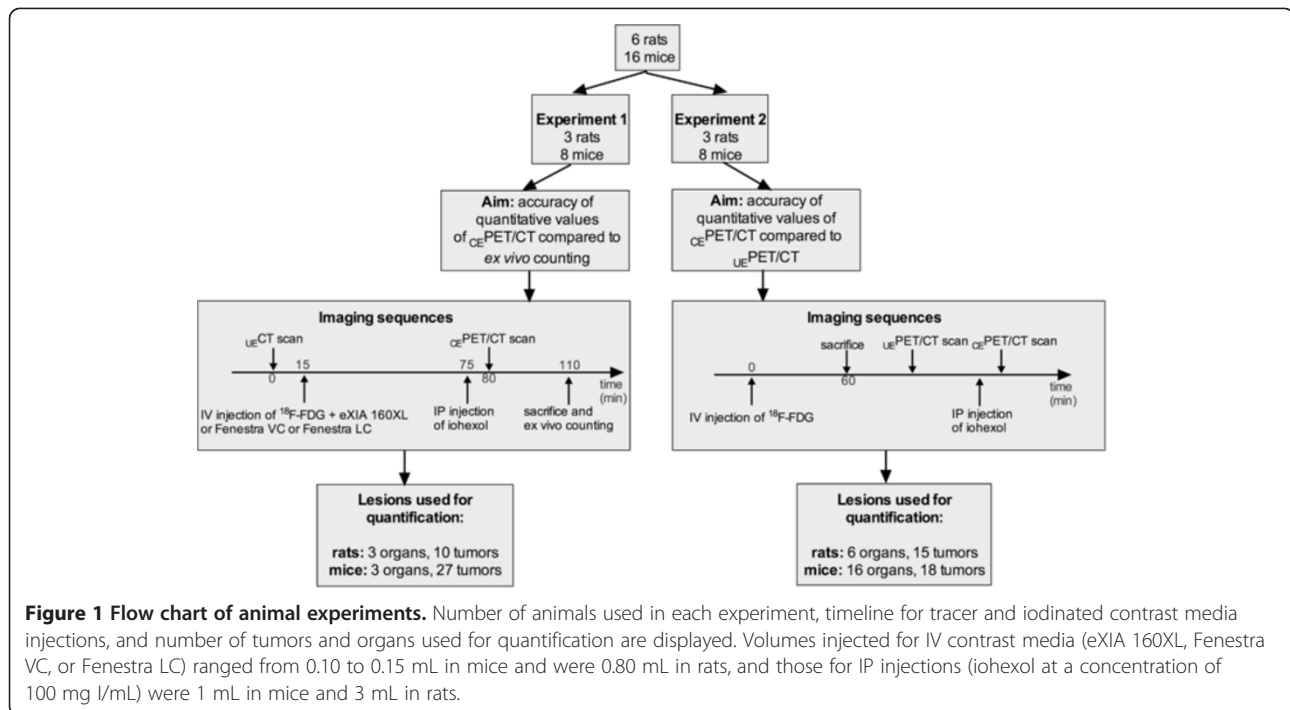 6 rats
16 mice
Experiment 1
3 rats
8 mice
Experiment 2
3 rats
8 mice
Aim: accuracy of
quantitative values
of CEPET/CT compared to
ex vivo counting
Aim: accuracy of
quantitative values of
CEPET/CT compared to
UEPET/CT
Imaging sequences
UECT scan
CEPET/CT scan
0
15
75
80
110
time
(min)
IV injection of 18F-FDG + eXIA 160XL
or Fenestra VC or Fenestra LC
IP injection
of iohexol
sacrifice and
ex vivo counting
Imaging sequences
sacrifice
UEPET/CT scan
CEPET/CT scan
0
60
time
(min)
IV injection of 18F-FDG
IP injection
of iohexol
Lesions used for
quantification:
rats: 3 organs, 10 tumors
mice: 3 organs, 27 tumors
Lesions used for
quantification:
rats: 6 organs, 15 tumors
mice: 16 organs, 18 tumors
Figure 1 Flow chart of animal experiments. Number of animals used in each experiment, timeline for tracer and iodinated contrast media
injections, and number of tumors and organs used for quantification are displayed. Volumes injected for IV contrast media (eXIA 160XL, Fenestra
VC, or Fenestra LC) ranged from 0.10 to 0.15 mL in mice and were 0.80 mL in rats, and those for IP injections (iohexol at a concentration of
100 mg I/mL) were 1 mL in mice and 3 mL in rats.